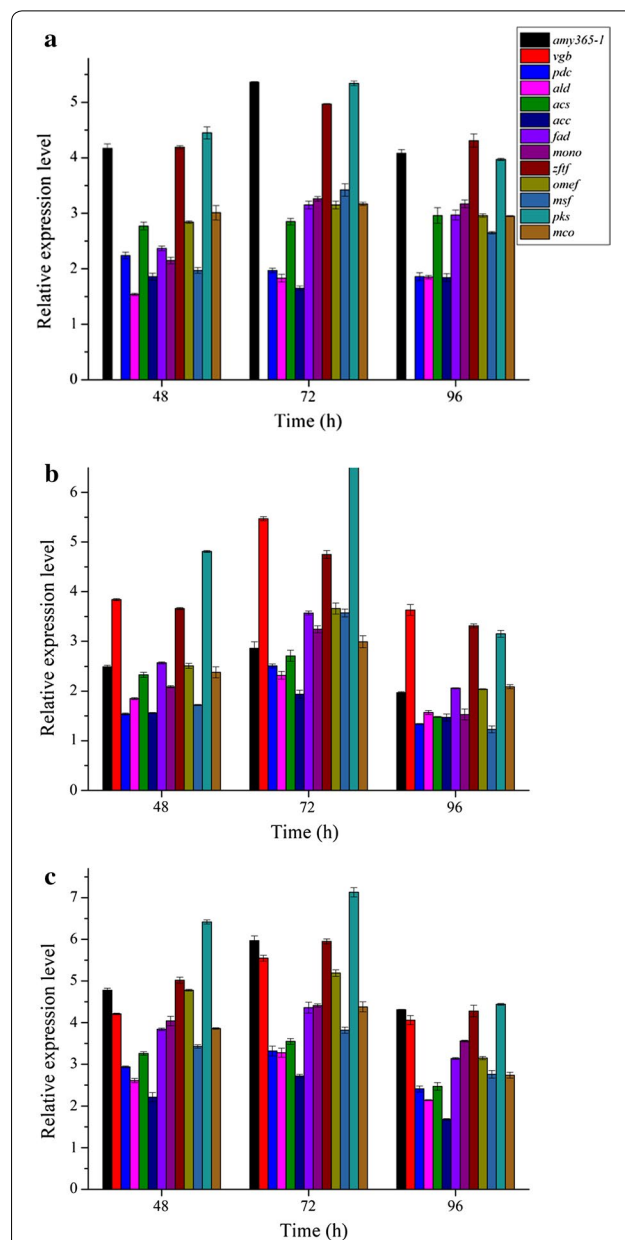 a
amy365-1
vgb
pdc
ald
acs
acc
fad
mono
zftf
omef
msf
pks
mco
Relative expression level
5
4
3
2
1
0
48
72
96
Time (h)
b
Relative expression level
6
5
4
3
2
1
0
48
72
96
Time (h)
c
Relative expression level
7
6
5
4
3
2
1
0
48
72
96
Time (h)